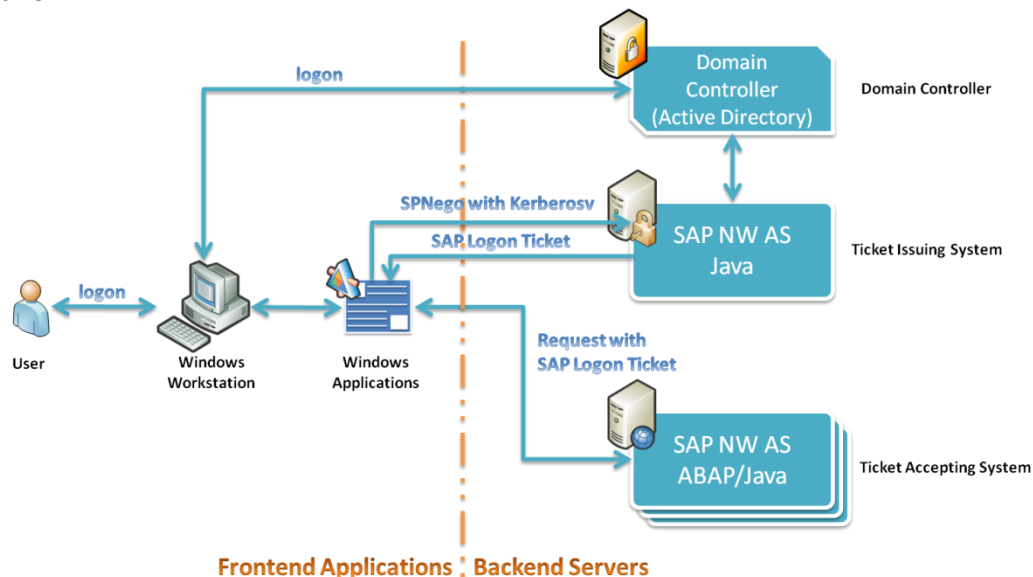 logon
Domain
Controller
(Active Directory)
Domain Controller
SPNego with Kerberosv
SAP Logon Ticket
SAP NW AS
Java
Ticket Issuing System
logon
User
Windows
Workstation
Windows
Applications
Request with
SAP Logon Ticket
SAP NW AS
ABAP/Java
Ticket Accepting System
Frontend Applications
Backend Servers